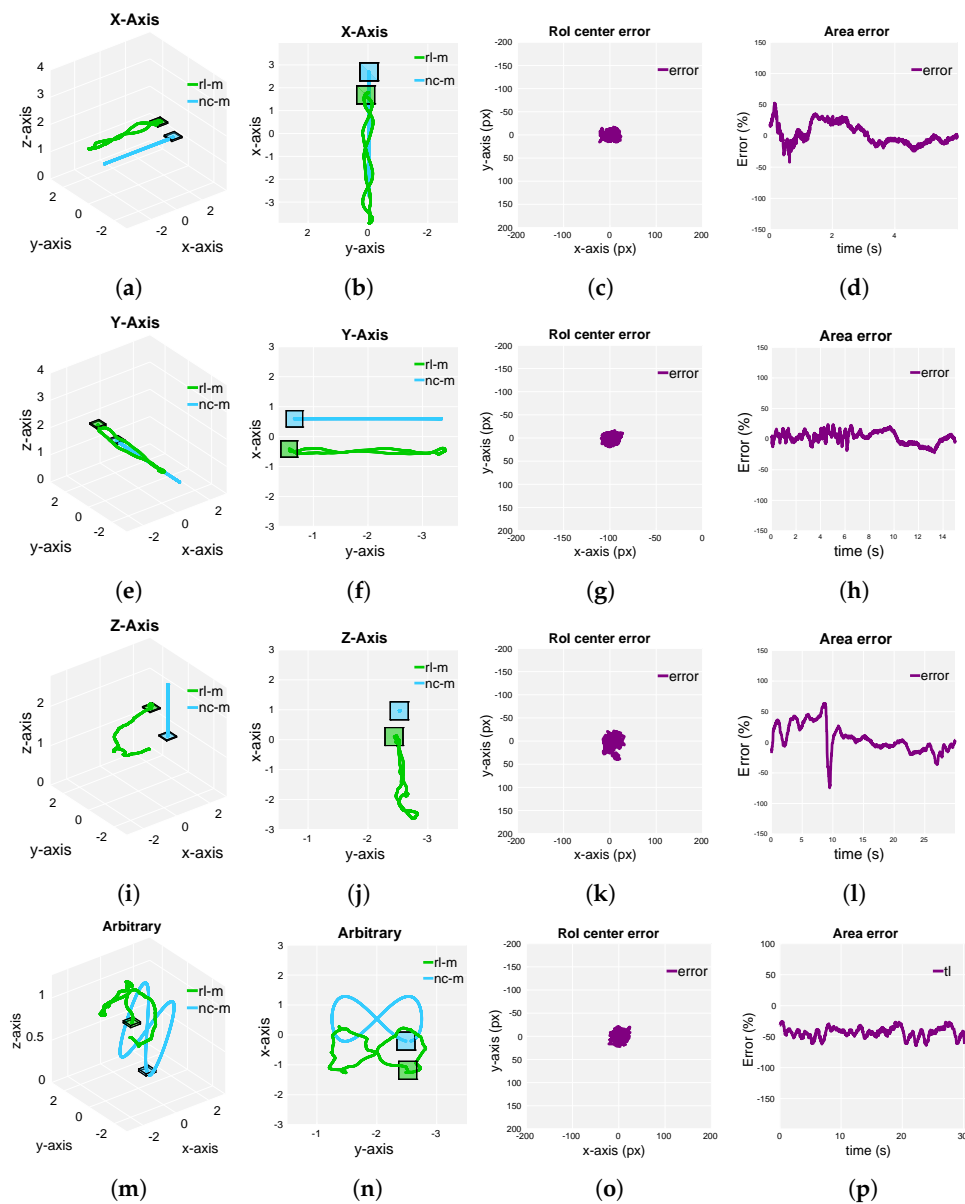 X-Axis
4
3
2
1
0
z-axis
2
0
-2
y-axis
-2
0
2
x-axis
rl-m
nc-m
(a)
X-Axis
3
2
1
0
-1
-2
-3
x-axis
2
0
-2
y-axis
rl-m
nc-m
(b)
RoI center error
-200
-150
-100
-50
0
50
100
150
200
y-axis (px)
-200
-100
0
100
200
x-axis (px)
error
(c)
Area error
150
100
50
0
-50
-100
-150
Error (%)
0
2
4
time (s)
error
(d)
Y-Axis
4
3
2
1
0
z-axis
2
0
-2
y-axis
-2
0
2
x-axis
rl-m
nc-m
(e)
Y-Axis
3
2
1
0
-1
-2
-3
x-axis
-1
-2
-3
y-axis
rl-m
nc-m
(f)
RoI center error
-200
-150
-100
-50
0
50
100
150
200
y-axis (px)
-200
-150
-100
-50
0
x-axis (px)
error
(g)
Area error
150
100
50
0
-50
-100
-150
Error (%)
0
2
4
6
8
10
12
14
time (s)
error
(h)
Z-Axis
2
1
0
z-axis
2
0
-2
y-axis
-2
0
2
x-axis
rl-m
nc-m
(i)
Z-Axis
3
2
1
0
-1
-2
-3
x-axis
-1
-2
-3
y-axis
rl-m
nc-m
(j)
RoI center error
-200
-150
-100
-50
0
50
100
150
200
y-axis (px)
-200
-100
0
100
200
x-axis (px)
error
(k)
Area error
150
100
50
0
-50
-100
-150
Error (%)
0
5
10
15
20
25
time (s)
error
(l)
Arbitrary
1
0.5
0
z-axis
2
0
-2
y-axis
-2
0
2
x-axis
rl-m
nc-m
(m)
Arbitrary
3
2
1
0
-1
-2
-3
x-axis
-1
-2
-3
y-axis
rl-m
nc-m
(n)
RoI center error
-200
-150
-100
-50
0
50
100
150
200
y-axis (px)
-200
-100
0
100
200
x-axis (px)
error
(o)
Area error
100
50
0
-50
-100
-150
Error (%)
0
10
20
30
time (s)
tl
(p)